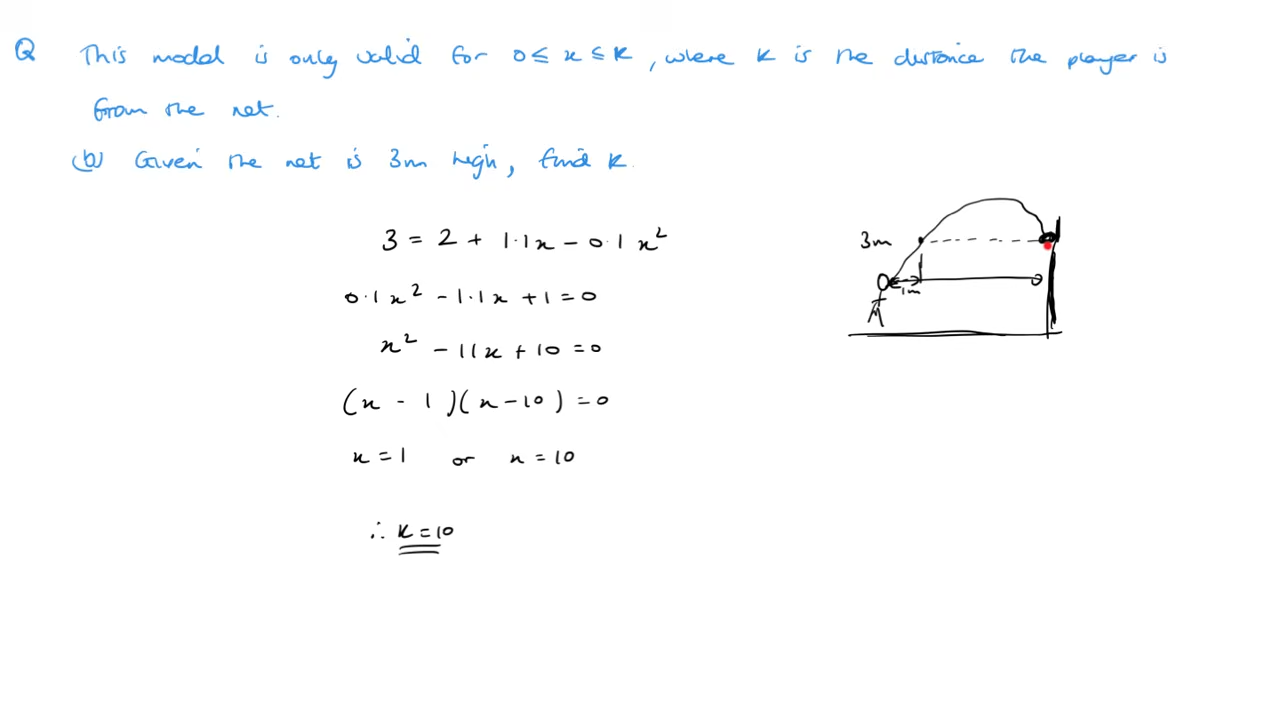 Q This model is only valid for 0 ≤ x ≤ k, where k is the distance the player is
from the net.
(b) Given the net is 3m high, find k.
3 = 2 + 1.1x - 0.1x²
3m
0.1x² - 1.1x + 1 = 0
1m
x² - 11x + 10 = 0
(x - 1)(x - 10) = 0
x = 1 or x = 10
∴ k = 10